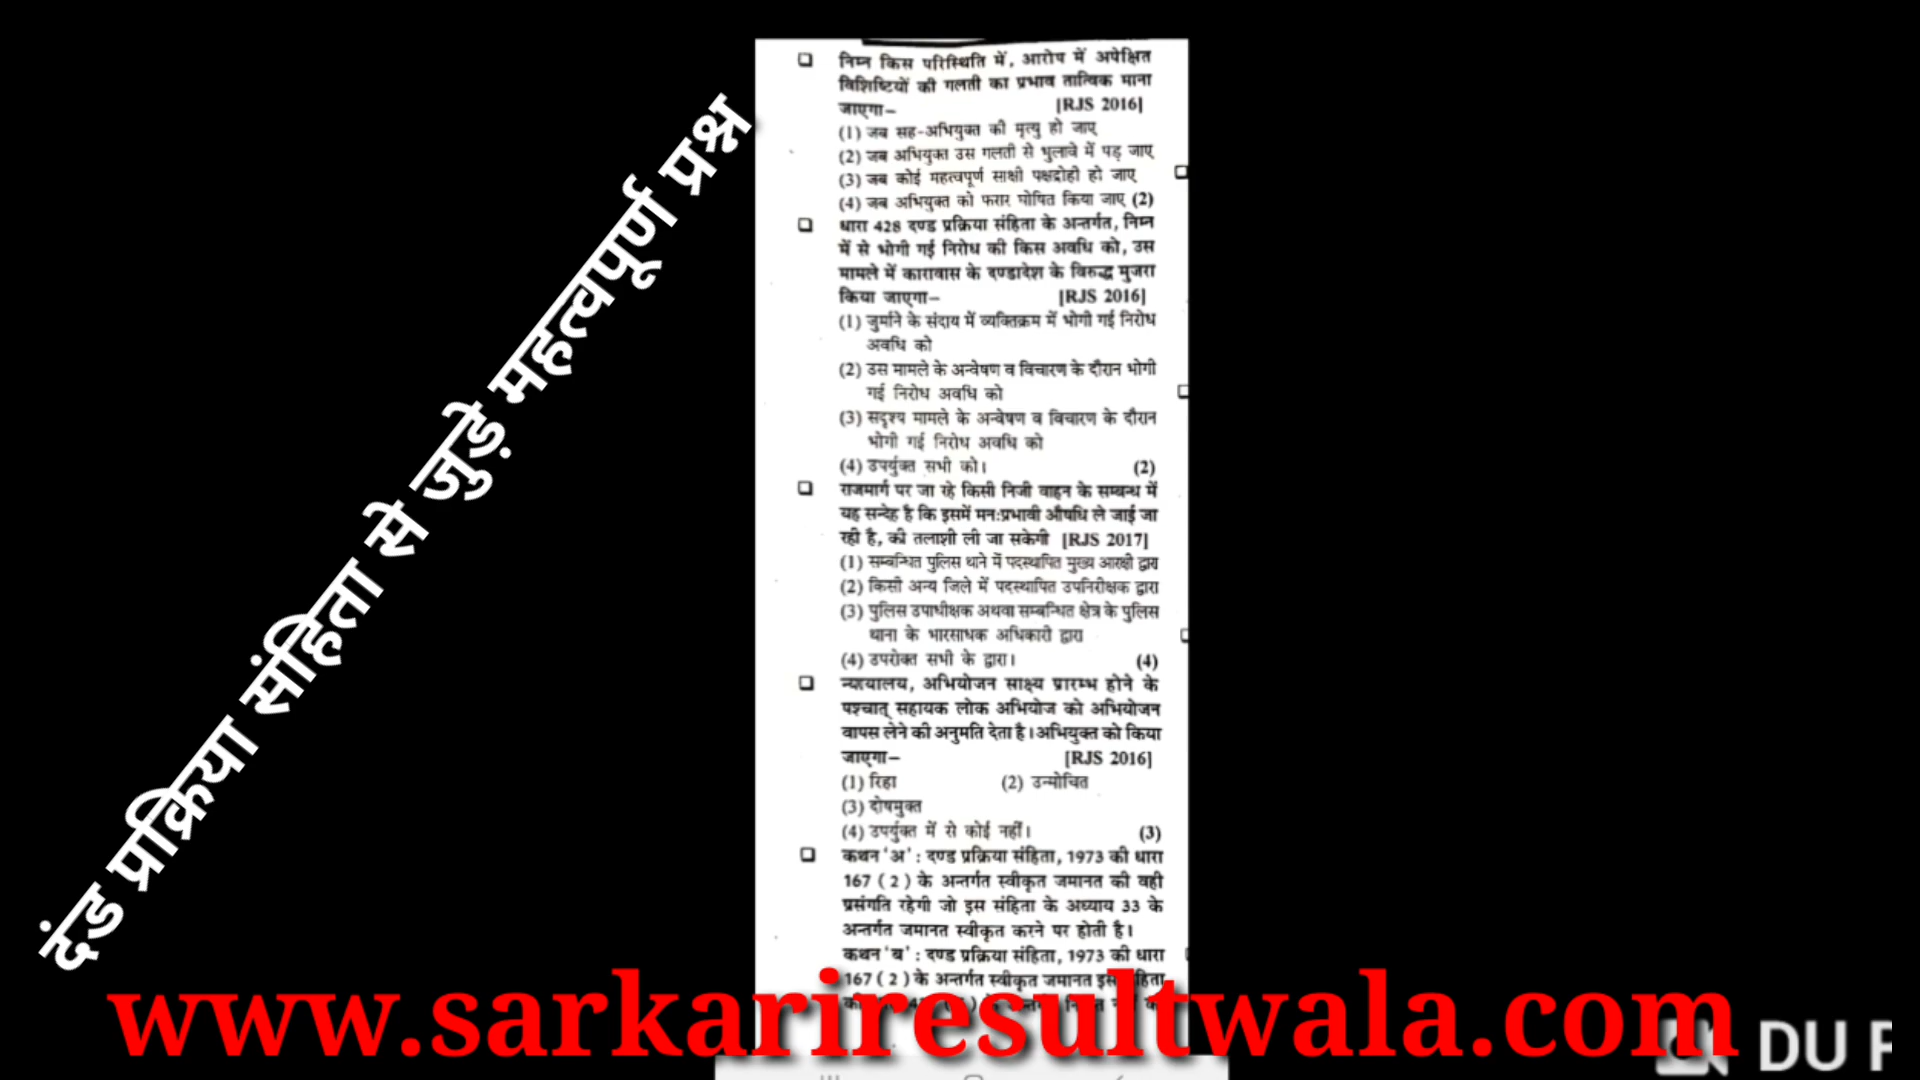 दंड प्रक्रिया संहिता से जुड़े महत्वपूर्ण प्रश्न
निम्न किस परिस्थिति में, आरोप में अपेक्षित
विशिष्टियों की गलती का प्रभाव तात्विक माना
जाएगा– [RJS 2016]
(1) जब सह-अभियुक्त की मृत्यु हो जाए
(2) जब अभियुक्त उस गलती से भुलावे में पड़ जाए
(3) जब कोई महत्वपूर्ण साक्षी पक्षद्रोही हो जाए
(4) जब अभियुक्त को फरार घोषित किया जाए (2)
धारा 428 दण्ड प्रक्रिया संहिता के अन्तर्गत, निम्न
में से भोगी गई निरोध की किस अवधि को, उस
मामले में कारावास के दण्डादेश के विरुद्ध मुजरा
किया जाएगा– [RJS 2016]
(1) जुर्माने के संदाय में व्यतिक्रम में भोगी गई निरोध
अवधि को
(2) उस मामले के अन्वेषण व विचारण के दौरान भोगी
गई निरोध अवधि को
(3) सदृश्य मामले के अन्वेषण व विचारण के दौरान
भोगी गई निरोध अवधि को
(4) उपर्युक्त सभी को। (2)
राजमार्ग पर जा रहे किसी निजी वाहन के सम्बन्ध में
यह सन्देह है कि इसमें मन:प्रभावी औषधि ले जाई जा
रही है, की तलाशी ली जा सकेगी [RJS 2017]
(1) सम्बन्धित पुलिस थाने में पदस्थापित मुख्य आरक्षी द्वारा
(2) किसी अन्य जिले में पदस्थापित उपनिरीक्षक द्वारा
(3) पुलिस उपाधीक्षक अथवा सम्बन्धित क्षेत्र के पुलिस
थाना के भारसाधक अधिकारी द्वारा
(4) उपरोक्त सभी के द्वारा। (4)
न्यायालय, अभियोजन साक्ष्य प्रारम्भ होने के
पश्चात् सहायक लोक अभियोज को अभियोजन
वापस लेने की अनुमति देता है। अभियुक्त को किया
जाएगा– [RJS 2016]
(1) रिहा (2) उन्मोचित
(3) दोषमुक्त
(4) उपर्युक्त में से कोई नहीं। (3)
कथन 'अ' : दण्ड प्रक्रिया संहिता, 1973 की धारा
167 ( 2 ) के अन्तर्गत स्वीकृत जमानत की वही
प्रसंगति रहेगी जो इस संहिता के अध्याय 33 के
अन्तर्गत जमानत स्वीकृत करने पर होती है।
कथन 'ब' : दण्ड प्रक्रिया संहिता, 1973 की धारा
167 ( 2 ) के अन्तर्गत स्वीकृत जमानत इस
www.sarkariresultwala.com
DU